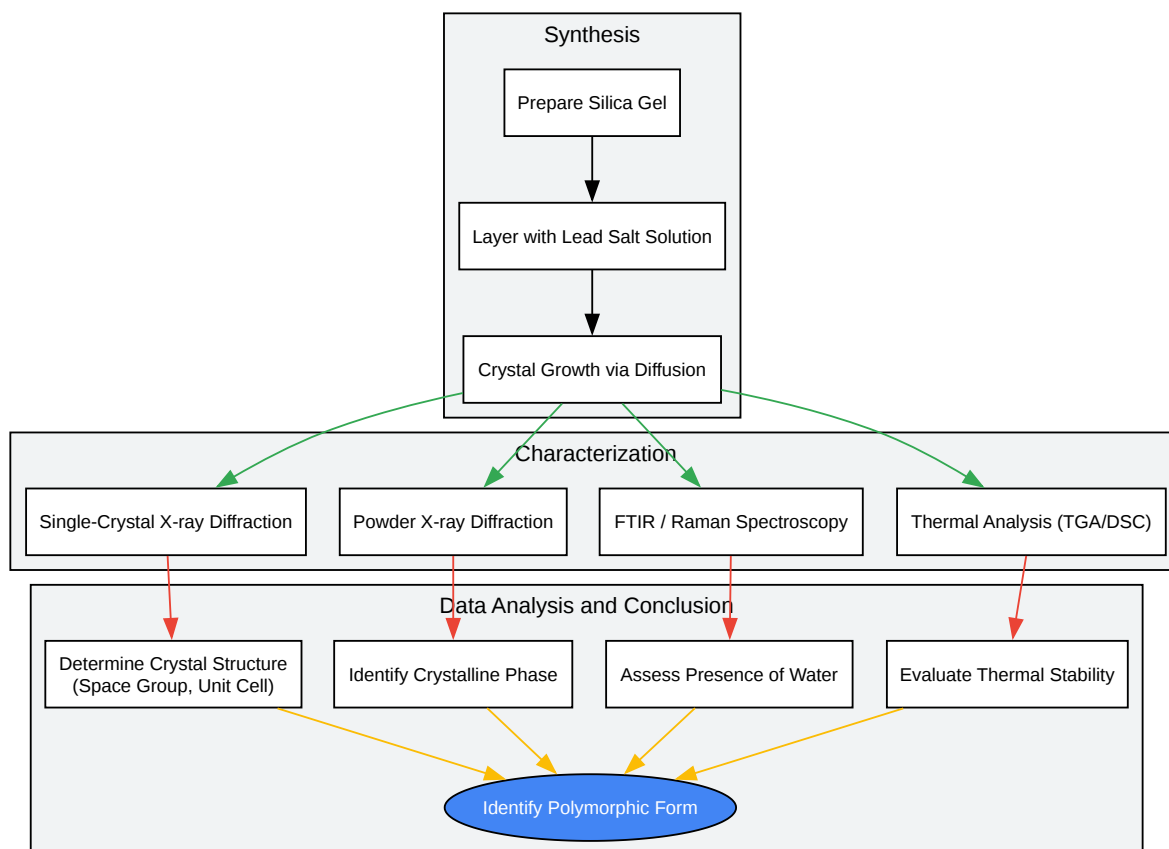 Synthesis
Prepare Silica Gel
Layer with Lead Salt Solution
Crystal Growth via Diffusion
Characterization
Single-Crystal X-ray Diffraction
Powder X-ray Diffraction
FTIR / Raman Spectroscopy
Thermal Analysis (TGA/DSC)
Data Analysis and Conclusion
Determine Crystal Structure
(Space Group, Unit Cell)
Identify Crystalline Phase
Assess Presence of Water
Evaluate Thermal Stability
Identify Polymorphic Form